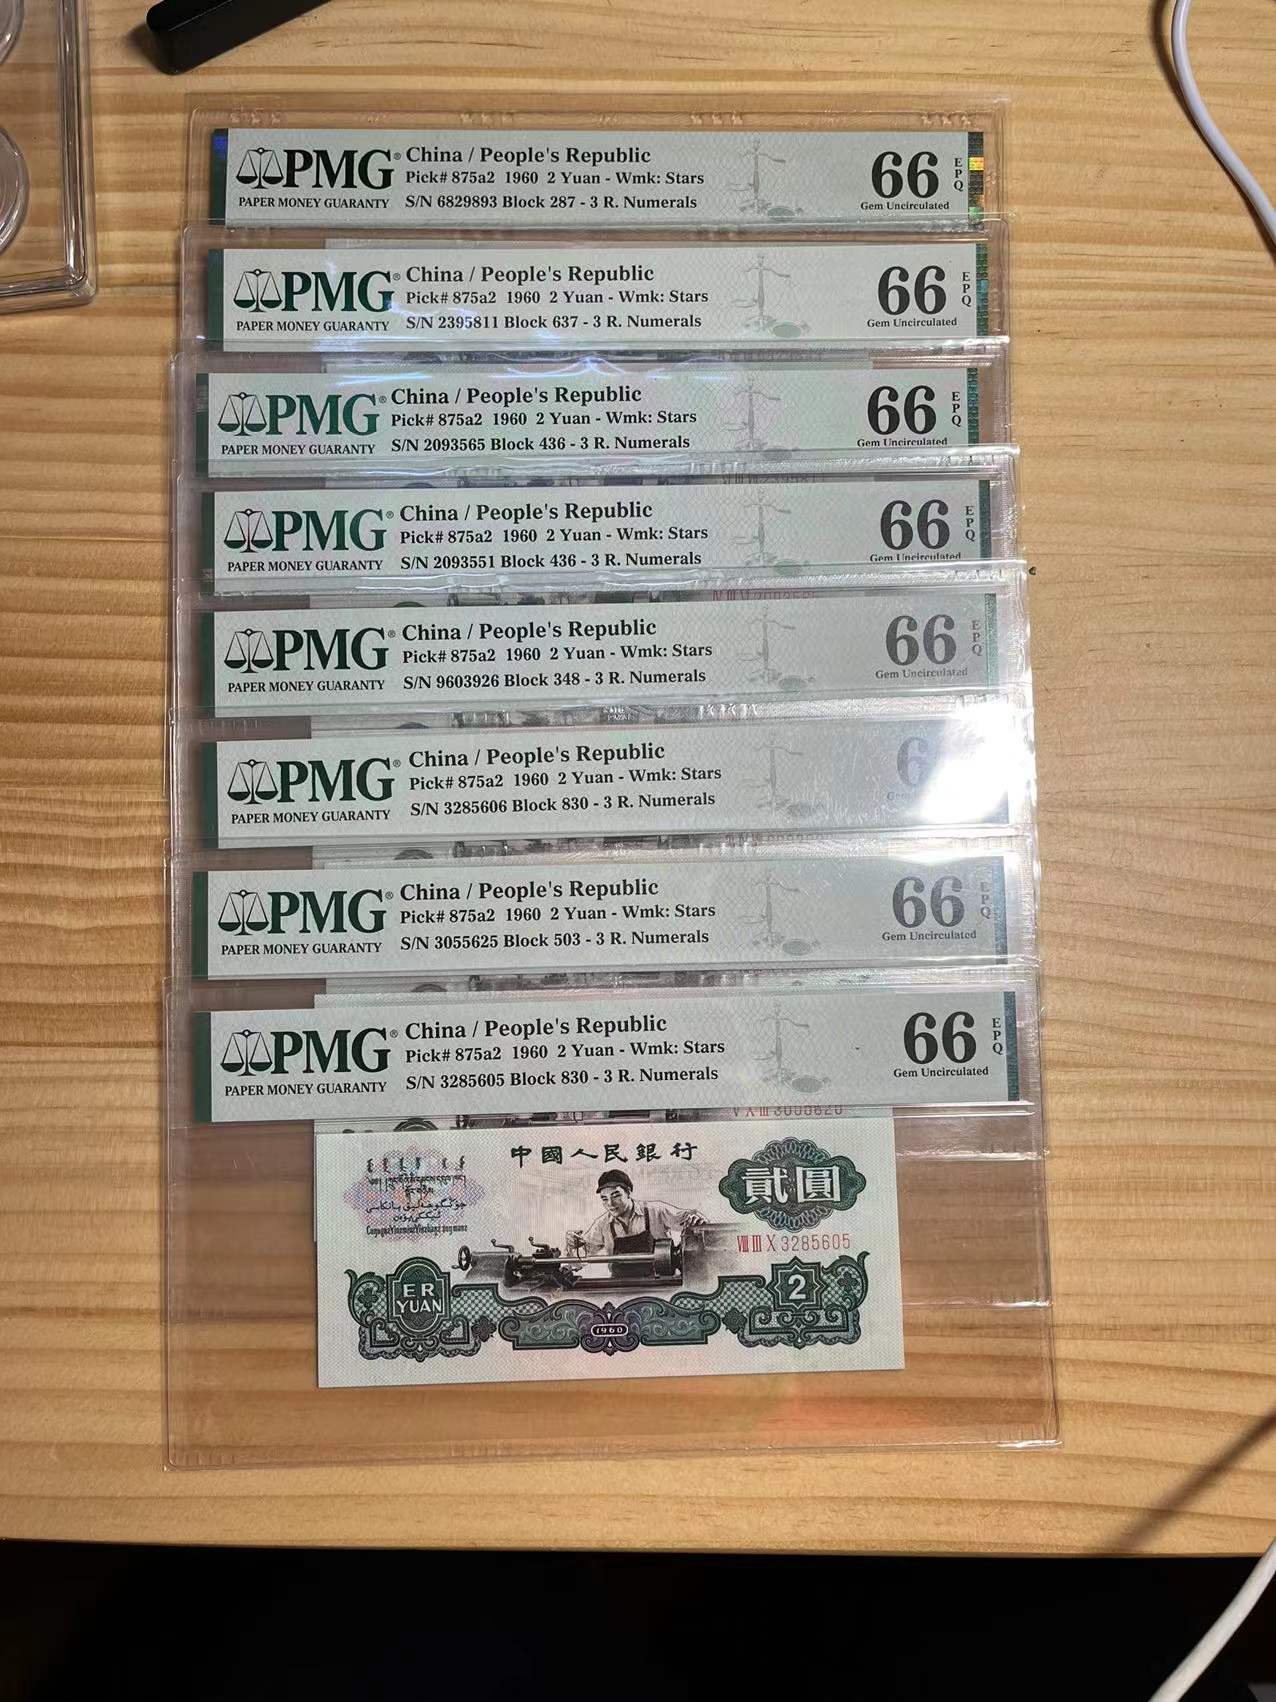 PMG® China / People's Republic
Pick# 875a2 1960 2 Yuan - Wmk: Stars
PAPER MONEY GUARANTY S/N 6829893 Block 287 - 3 R. Numerals
66 EPQ
Gem Uncirculated
PMG® China / People's Republic
Pick# 875a2 1960 2 Yuan - Wmk: Stars
PAPER MONEY GUARANTY S/N 2395811 Block 637 - 3 R. Numerals
66 EPQ
Gem Uncirculated
PMG® China / People's Republic
Pick# 875a2 1960 2 Yuan - Wmk: Stars
PAPER MONEY GUARANTY S/N 2093565 Block 436 - 3 R. Numerals
66 EPQ
Gem Uncirculated
PMG® China / People's Republic
Pick# 875a2 1960 2 Yuan - Wmk: Stars
PAPER MONEY GUARANTY S/N 2093551 Block 436 - 3 R. Numerals
66 EPQ
Gem Uncirculated
PMG® China / People's Republic
Pick# 875a2 1960 2 Yuan - Wmk: Stars
PAPER MONEY GUARANTY S/N 9603926 Block 348 - 3 R. Numerals
66 EPQ
Gem Uncirculated
PMG® China / People's Republic
Pick# 875a2 1960 2 Yuan - Wmk: Stars
PAPER MONEY GUARANTY S/N 3285606 Block 830 - 3 R. Numerals
PMG® China / People's Republic
Pick# 875a2 1960 2 Yuan - Wmk: Stars
PAPER MONEY GUARANTY S/N 3055625 Block 503 - 3 R. Numerals
66 EPQ
Gem Uncirculated
PMG® China / People's Republic
Pick# 875a2 1960 2 Yuan - Wmk: Stars
PAPER MONEY GUARANTY S/N 3285605 Block 830 - 3 R. Numerals
66 EPQ
Gem Uncirculated
V X III 3055625
中國人民銀行
貳圓
VIII III X 3285605
ER
YUAN
2
1960